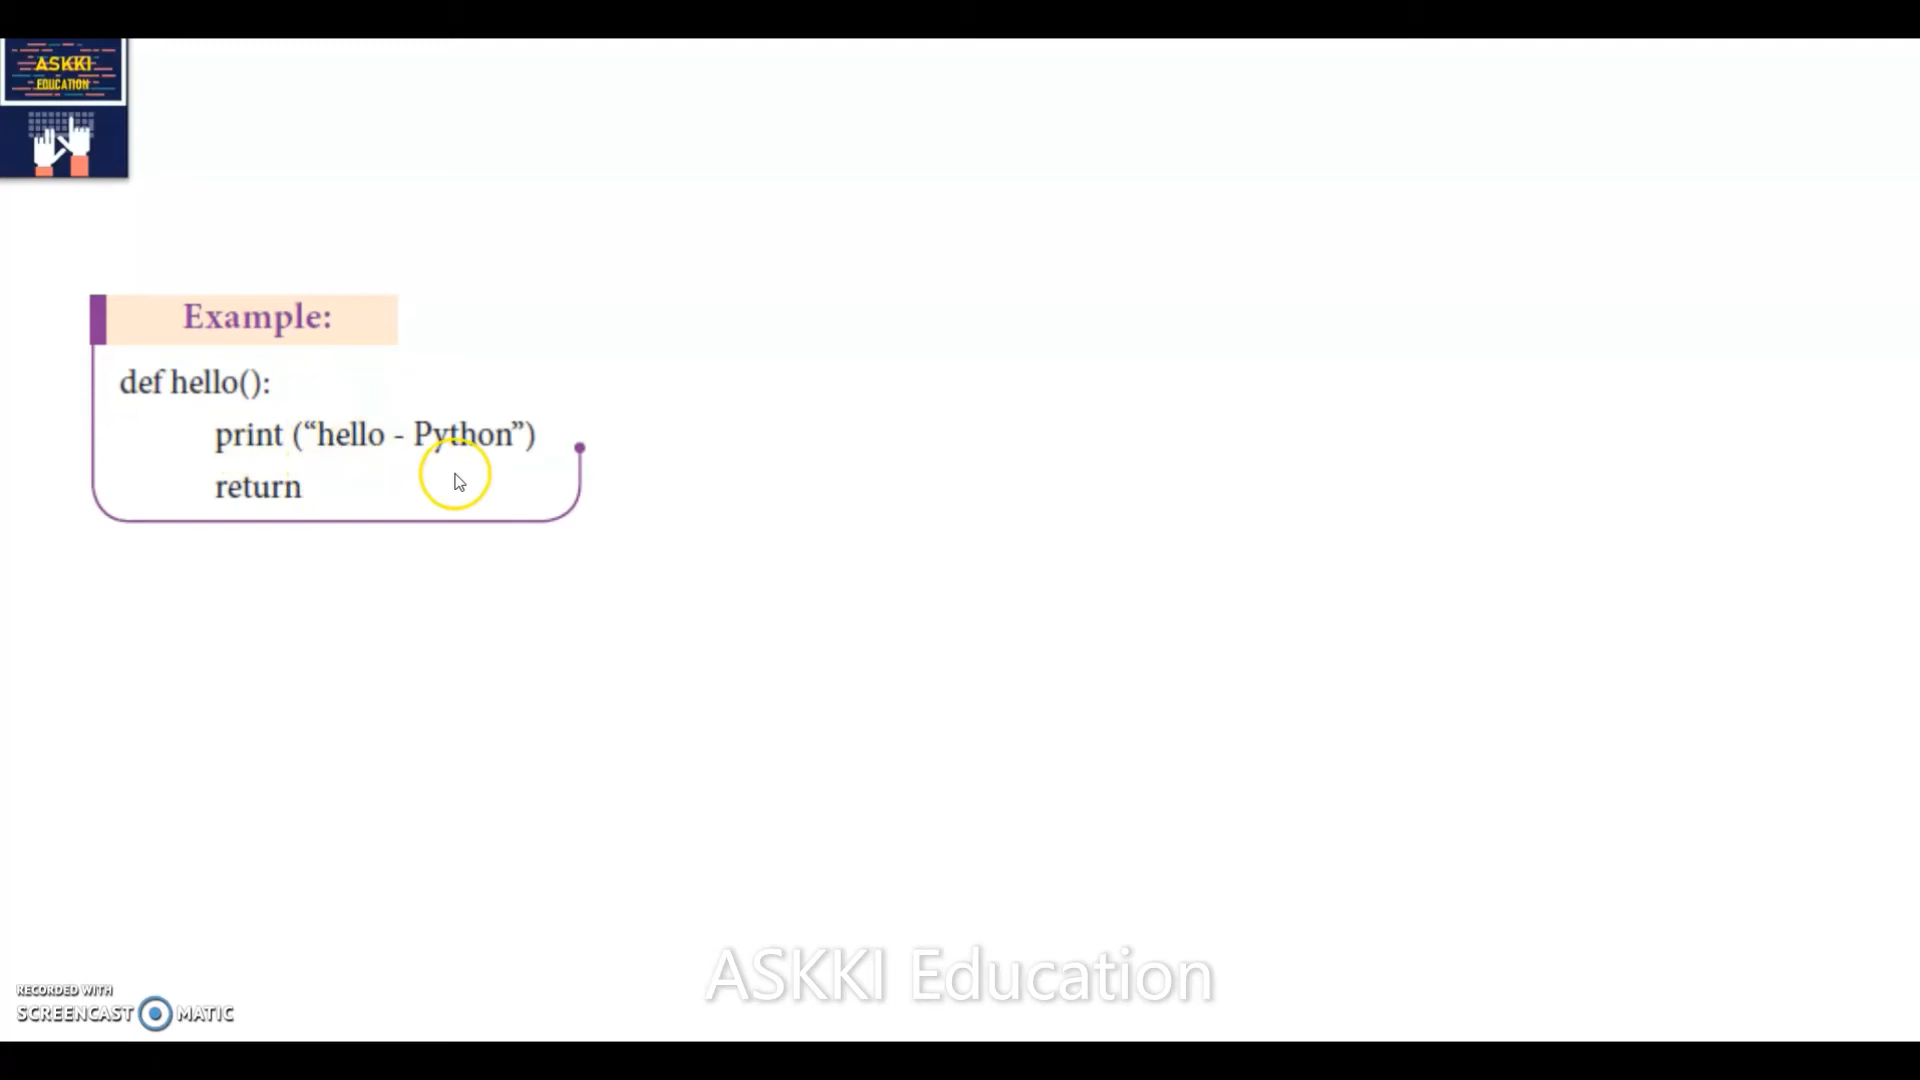 ASKKI
EDUCATION
Example:
def hello():
print (“hello - Python”)
return
ASKKI Education
RECORDED WITH
SCREENCAST MATIC